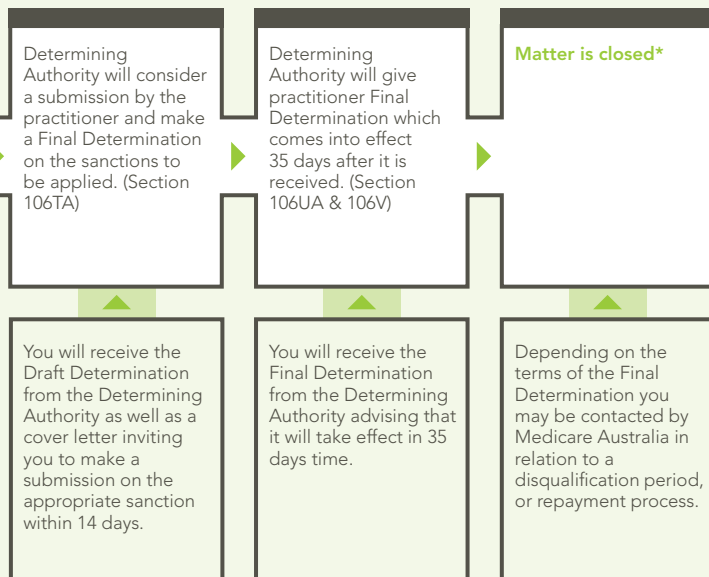 Determining
Authority will consider
a submission by the
practitioner and make
a Final Determination
on the sanctions to
be applied. (Section
106TA)
Determining
Authority will give
practitioner Final
Determination which
comes into effect
35 days after it is
received. (Section
106UA & 106V)
Matter is closed*
You will receive the
Draft Determination
from the Determining
Authority as well as a
cover letter inviting
you to make a
submission on the
appropriate sanction
within 14 days.
You will receive the
Final Determination
from the Determining
Authority advising that
it will take effect in 35
days time.
Depending on the
terms of the Final
Determination you
may be contacted by
Medicare Australia in
relation to a
disqualification period,
or repayment process.